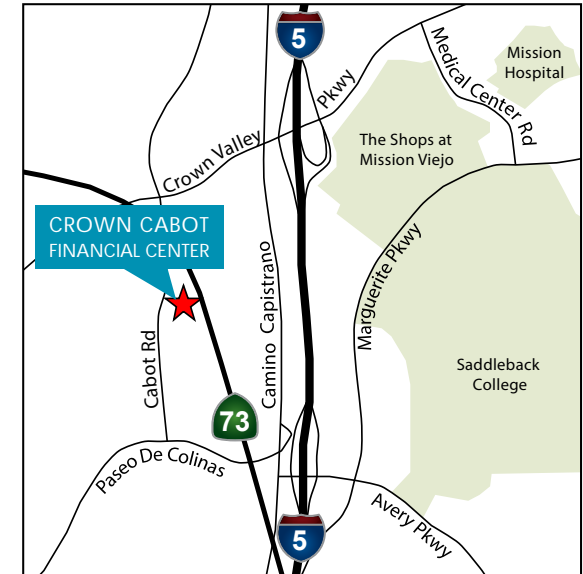 5
Mission
Hospital
Medical Center Rd
Crown Valley Pkwy
The Shops at
Mission Viejo
CROWN CABOT
FINANCIAL CENTER
Camino Capistrano
Marguerite Pkwy
Cabot Rd
Saddleback
College
73
Paseo De Colinas
Avery Pkwy
5